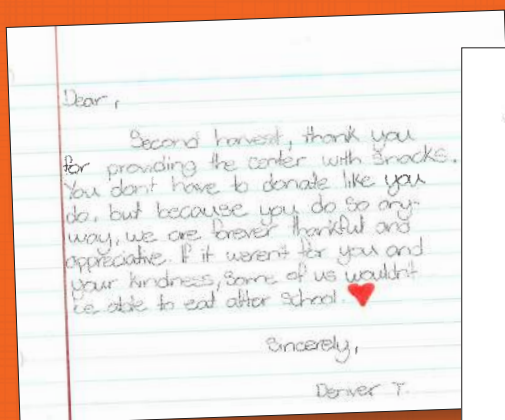 Dear,
Second harvest, thank you
for providing the center with snacks.
You don't have to donate like you
do, but because you do so any-
way, we are forever thankful and
appreciative. If it weren't for you and
your kindness, some of us wouldn't
be able to eat after school.
Sincerely,
Denver T.